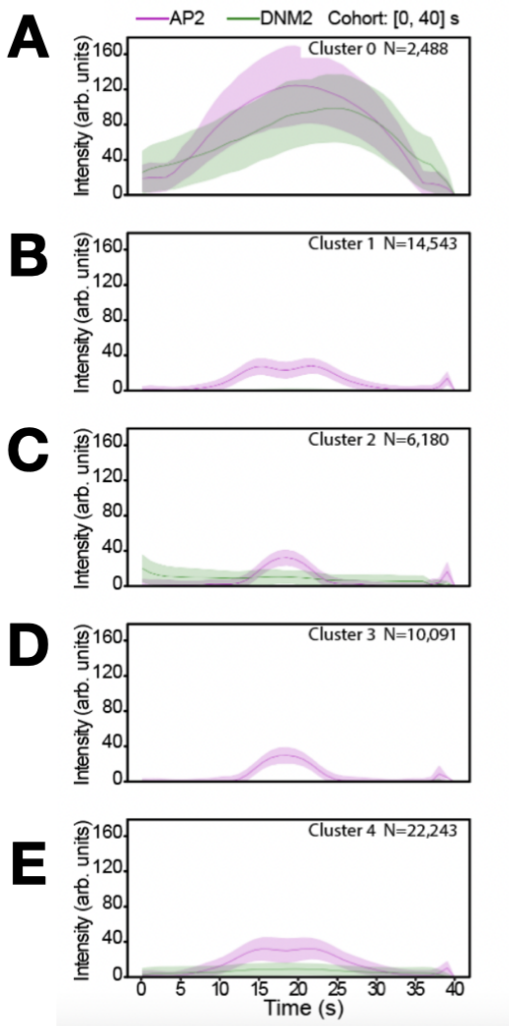 AP2 DNM2 Cohort: [0, 40] s
A
Cluster 0 N=2,488
Intensity (arb. units)
160
120
80
40
0
B
Cluster 1 N=14,543
Intensity (arb. units)
160
120
80
40
0
C
Cluster 2 N=6,180
Intensity (arb. units)
160
120
80
40
0
D
Cluster 3 N=10,091
Intensity (arb. units)
160
120
80
40
0
E
Cluster 4 N=22,243
Intensity (arb. units)
160
120
80
40
0
0 5 10 15 20 25 30 35 40
Time (s)